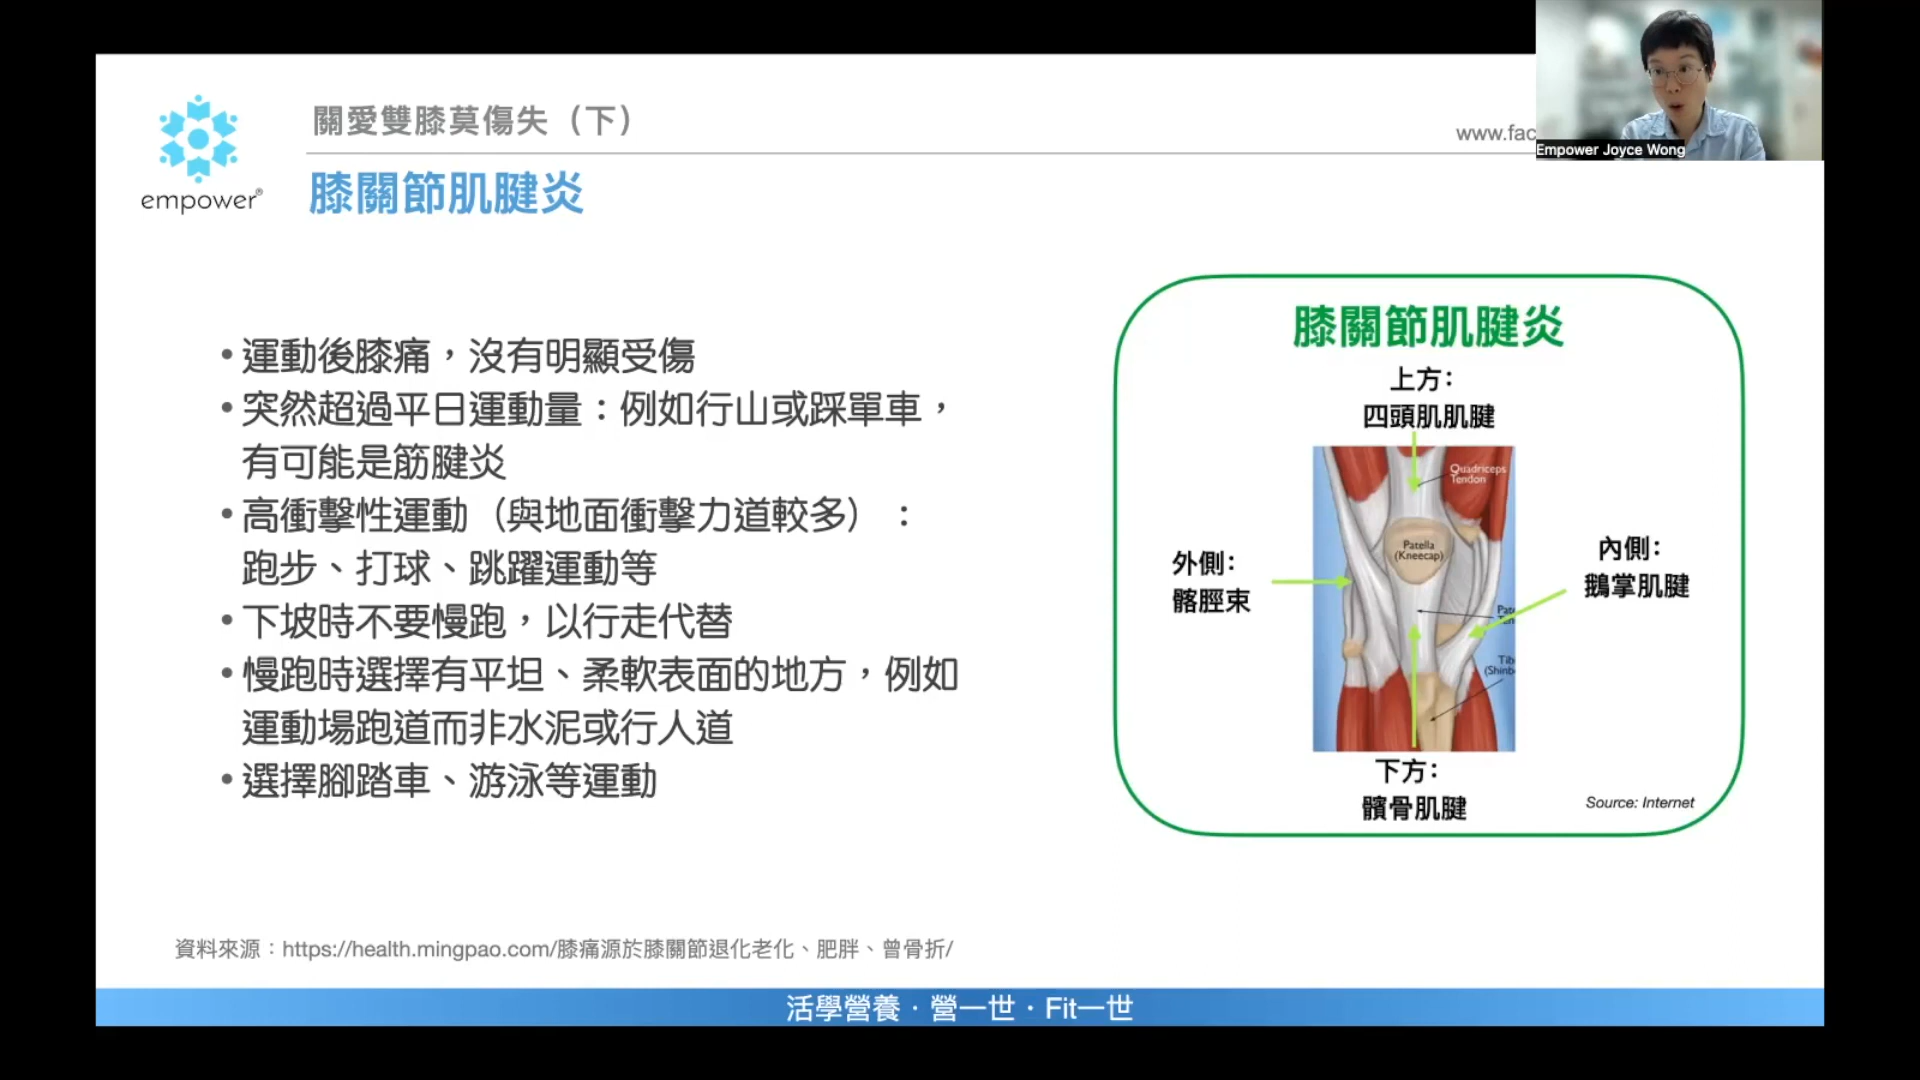 關愛雙膝莫傷失（下）
www.fac
Empower Joyce Wong
empower®
膝關節肌腱炎
•運動後膝痛，沒有明顯受傷
•突然超過平日運動量：例如行山或踩單車，
有可能是筋腱炎
•高衝擊性運動（與地面衝擊力道較多）：
跑步、打球、跳躍運動等
•下坡時不要慢跑，以行走代替
•慢跑時選擇有平坦、柔軟表面的地方，例如
運動場跑道而非水泥或行人道
•選擇腳踏車、游泳等運動
膝關節肌腱炎
上方：
四頭肌肌腱
Quadriceps
Tendon
Patella
(Kneecap)
外側：
髂脛束
內側：
鵝掌肌腱
Tib
(Shinb
下方：
髕骨肌腱
Source: Internet
資料來源：https://health.mingpao.com/膝痛源於膝關節退化老化、肥胖、曾骨折/
活學營養．營一世．Fit一世